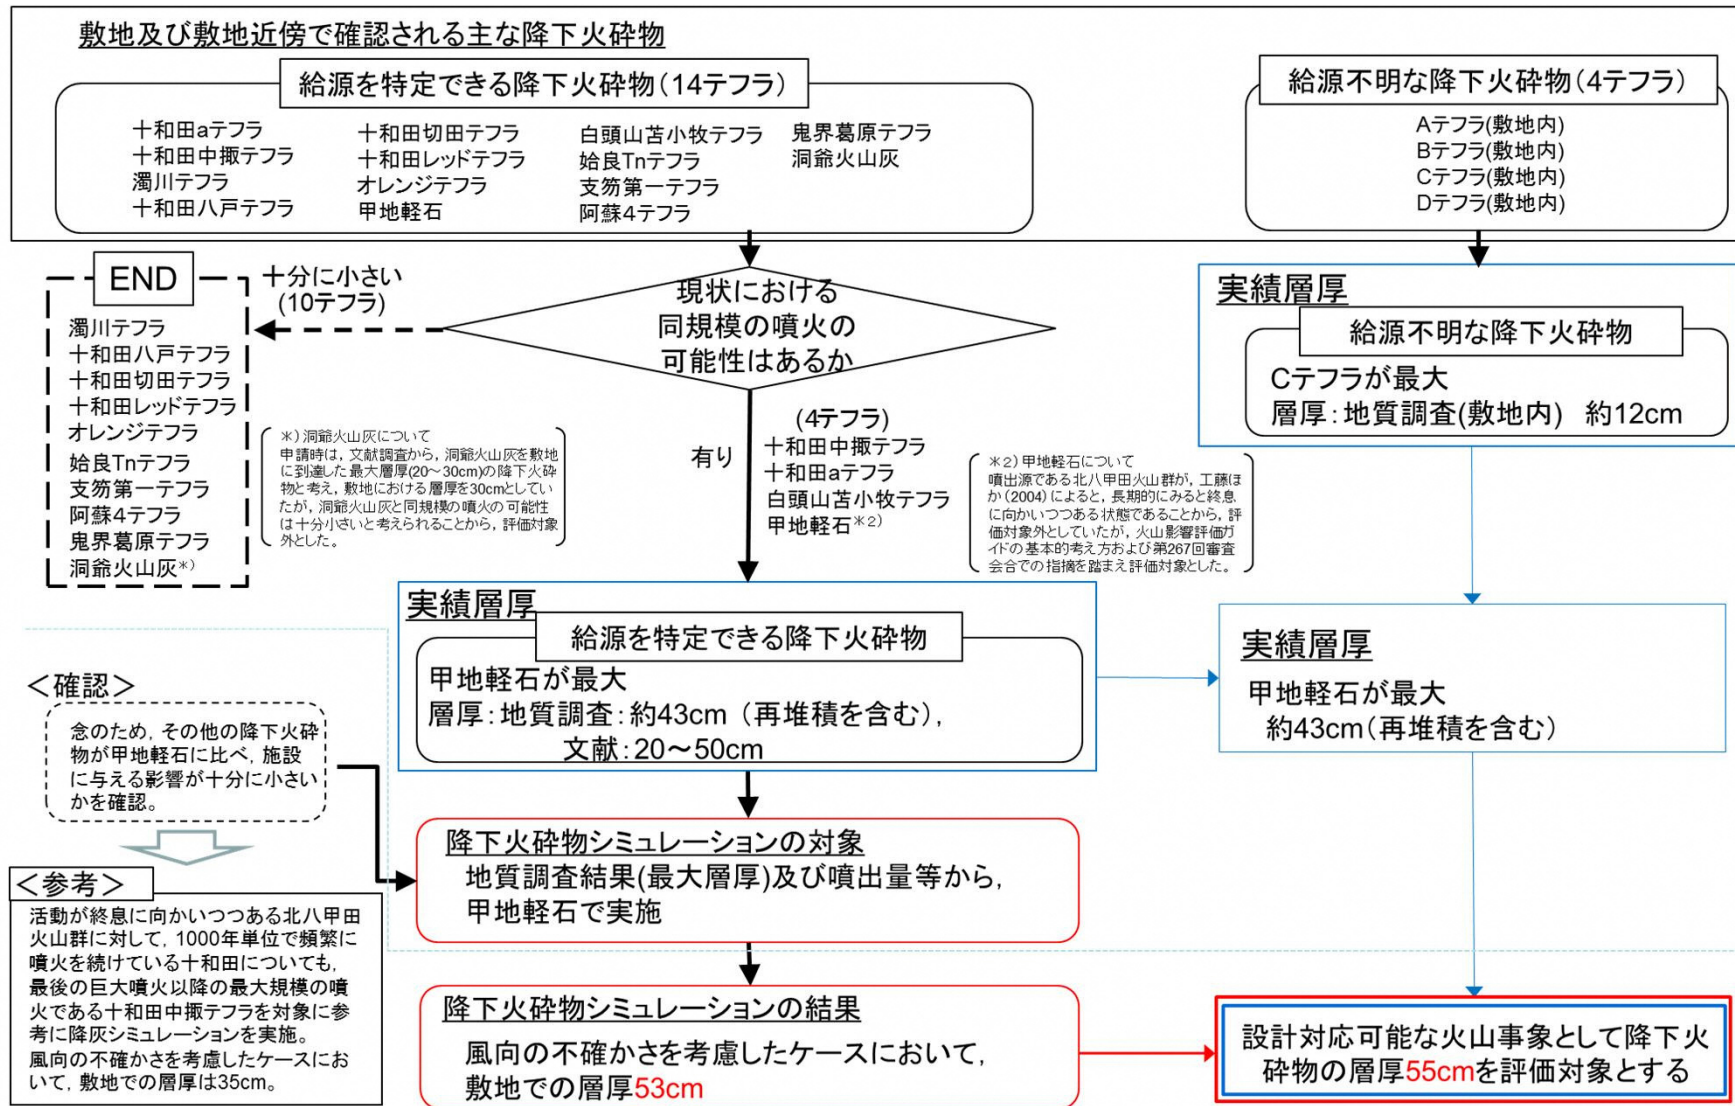 敷地及び敷地近傍で確認される主な降下火砕物
給源を特定できる降下火砕物(14テフラ)
十和田aテフラ
十和田中掫テフラ
濁川テフラ
十和田八戸テフラ
十和田切田テフラ
十和田レッドテフラ
オレンジテフラ
甲地軽石
白頭山苫小牧テフラ
姶良Tnテフラ
支笏第一テフラ
阿蘇4テフラ
鬼界葛原テフラ
洞爺火山灰
給源不明な降下火砕物(4テフラ)
Aテフラ(敷地内)
Bテフラ(敷地内)
Cテフラ(敷地内)
Dテフラ(敷地内)
END
濁川テフラ
十和田八戸テフラ
十和田切田テフラ
十和田レッドテフラ
オレンジテフラ
姶良Tnテフラ
支笏第一テフラ
阿蘇4テフラ
鬼界葛原テフラ
洞爺火山灰*)
十分に小さい
(10テフラ)
現状における
同規模の噴火の
可能性はあるか
*)洞爺火山灰について
申請時は,文献調査から,洞爺火山灰を敷地
に到達した最大層厚(20~30cm)の降下火砕
物と考え,敷地における層厚を30cmとしてい
たが,洞爺火山灰と同規模の噴火の可能性
は十分小さいと考えられることから,評価対象
外とした。
有り
(4テフラ)
十和田中掫テフラ
十和田aテフラ
白頭山苫小牧テフラ
甲地軽石*2)
*2)甲地軽石について
噴出源である北八甲田火山群が,工藤ほ
か(2004)によると,長期的にみると終息
に向かいつつある状態であることから,評
価対象外としていたが,火山影響評価ガ
イドの基本的考え方および第267回審査
会合での指摘を踏まえ評価対象とした。
実績層厚
給源不明な降下火砕物
Cテフラが最大
層厚:地質調査(敷地内) 約12cm
実績層厚
給源を特定できる降下火砕物
甲地軽石が最大
層厚:地質調査:約43cm(再堆積を含む),
文献:20~50cm
実績層厚
甲地軽石が最大
約43cm(再堆積を含む)
<確認>
念のため,その他の降下火砕
物が甲地軽石に比べ,施設
に与える影響が十分に小さい
かを確認。
<参考>
活動が終息に向かいつつある北八甲田
火山群に対して,1000年単位で頻繁に
噴火を続けている十和田についても,
最後の巨大噴火以降の最大規模の噴
火である十和田中掫テフラを対象に参
考に降灰シミュレーションを実施。
風向の不確かさを考慮したケースにお
いて,敷地での層厚は35cm。
降下火砕物シミュレーションの対象
地質調査結果(最大層厚)及び噴出量等から,
甲地軽石で実施
降下火砕物シミュレーションの結果
風向の不確かさを考慮したケースにおいて,
敷地での層厚53cm
設計対応可能な火山事象として降下火
砕物の層厚55cmを評価対象とする